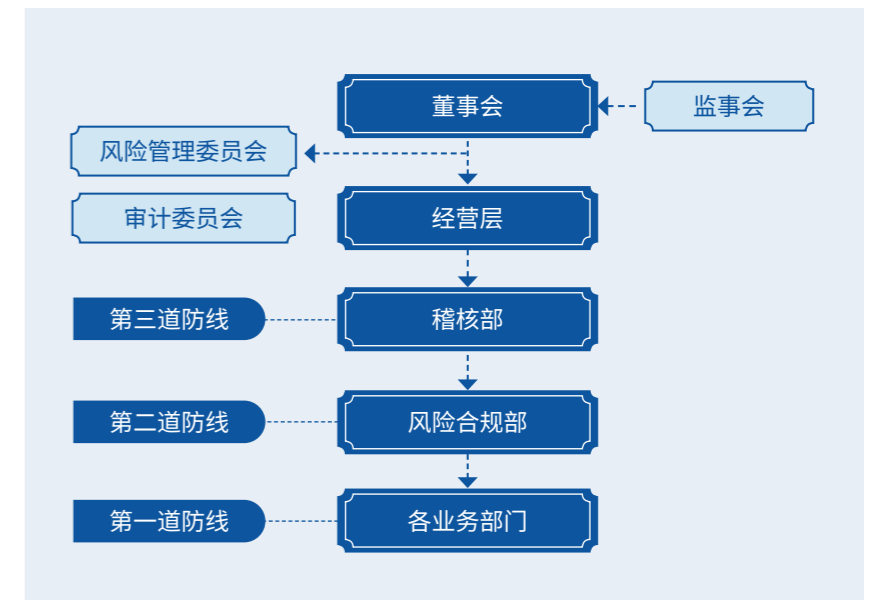 董事会
监事会
风险管理委员会
审计委员会
经营层
第三道防线
稽核部
第二道防线
风险合规部
第一道防线
各业务部门